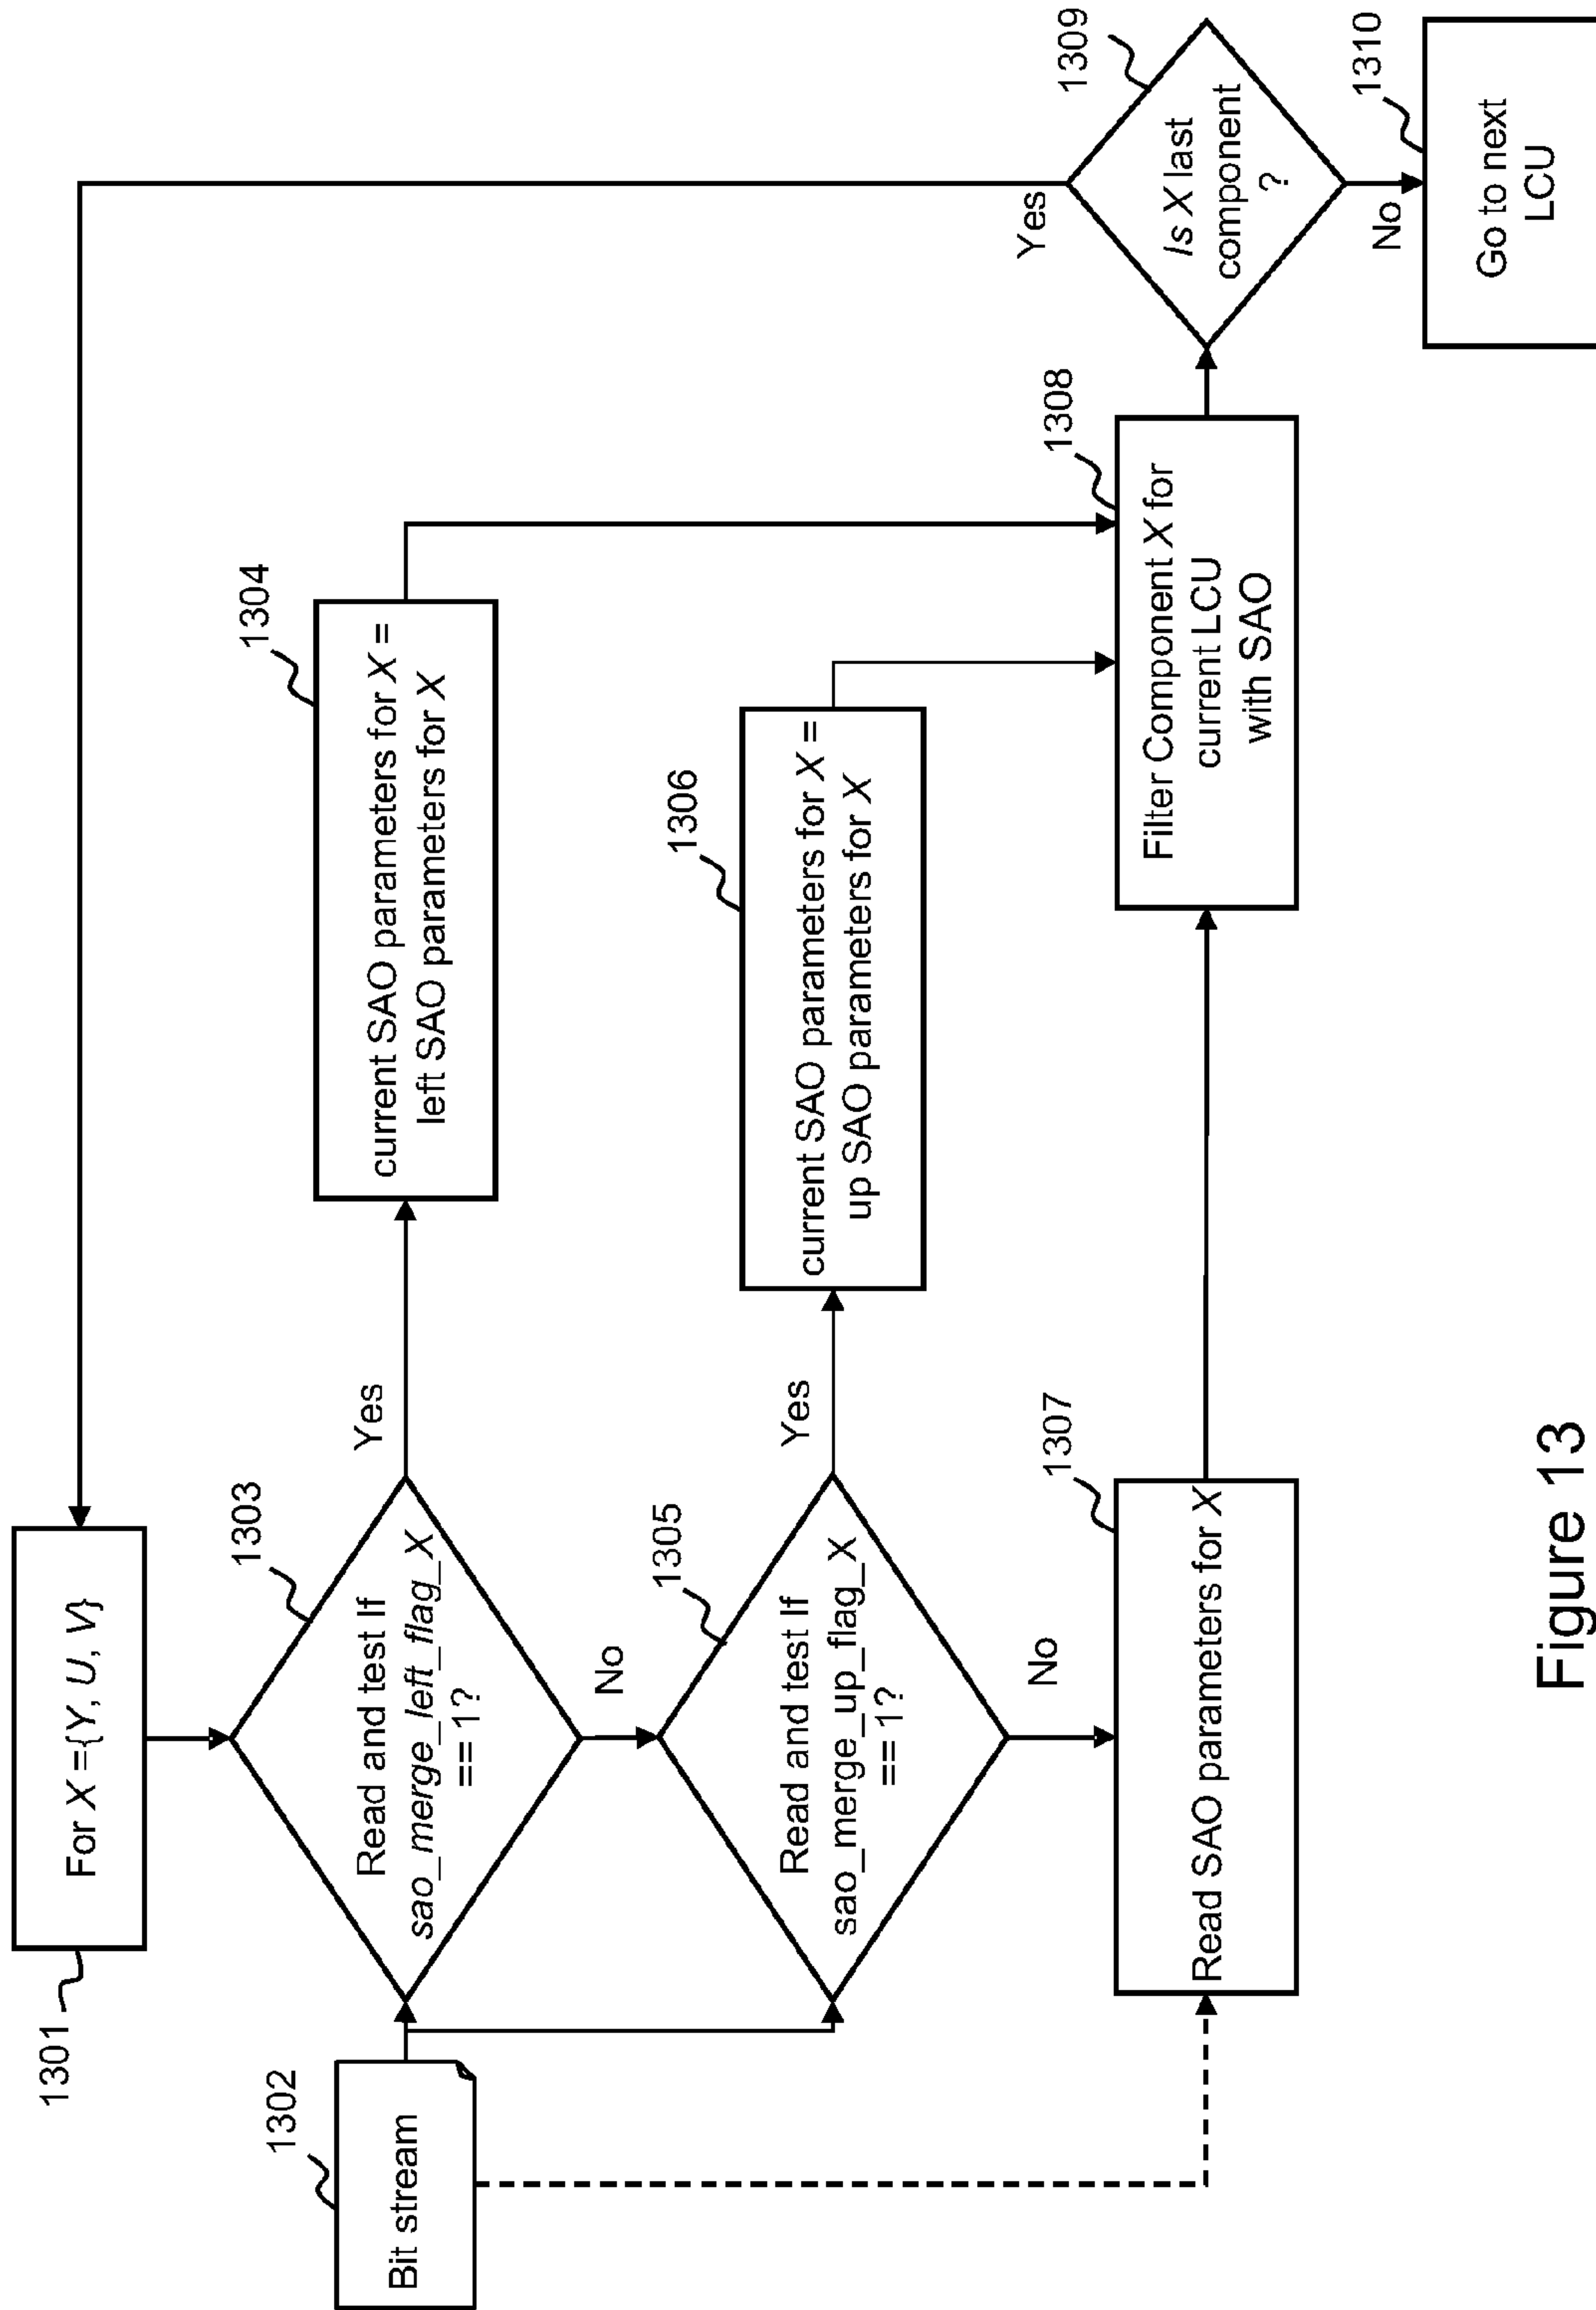 1301
For X ={Y, U, V}
1302
Bit stream
1303
Read and test If
sao_merge_left_flag_X
== 1?
Yes
No
1304
current SAO parameters for X =
left SAO parameters for X
1305
Read and test If
sao_merge_up_flag_X
== 1?
Yes
No
1306
current SAO parameters for X =
up SAO parameters for X
1307
Read SAO parameters for X
1308
Filter Component X for
current LCU
with SAO
1309
Is X last
component
?
Yes
No
1310
Go to next
LCU
Figure 13